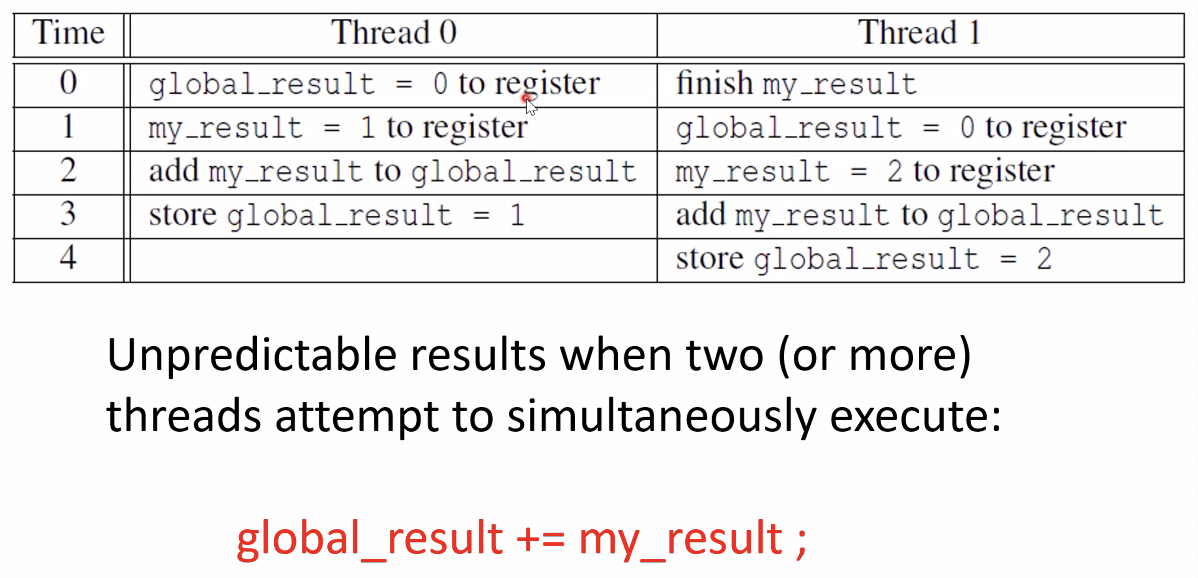 Time Thread 0 Thread 1
0 global_result = 0 to register finish my_result
1 my_result = 1 to register global_result = 0 to register
2 add my_result to global_result my_result = 2 to register
3 store global_result = 1 add my_result to global_result
4 store global_result = 2
Unpredictable results when two (or more)
threads attempt to simultaneously execute:
global_result += my_result ;